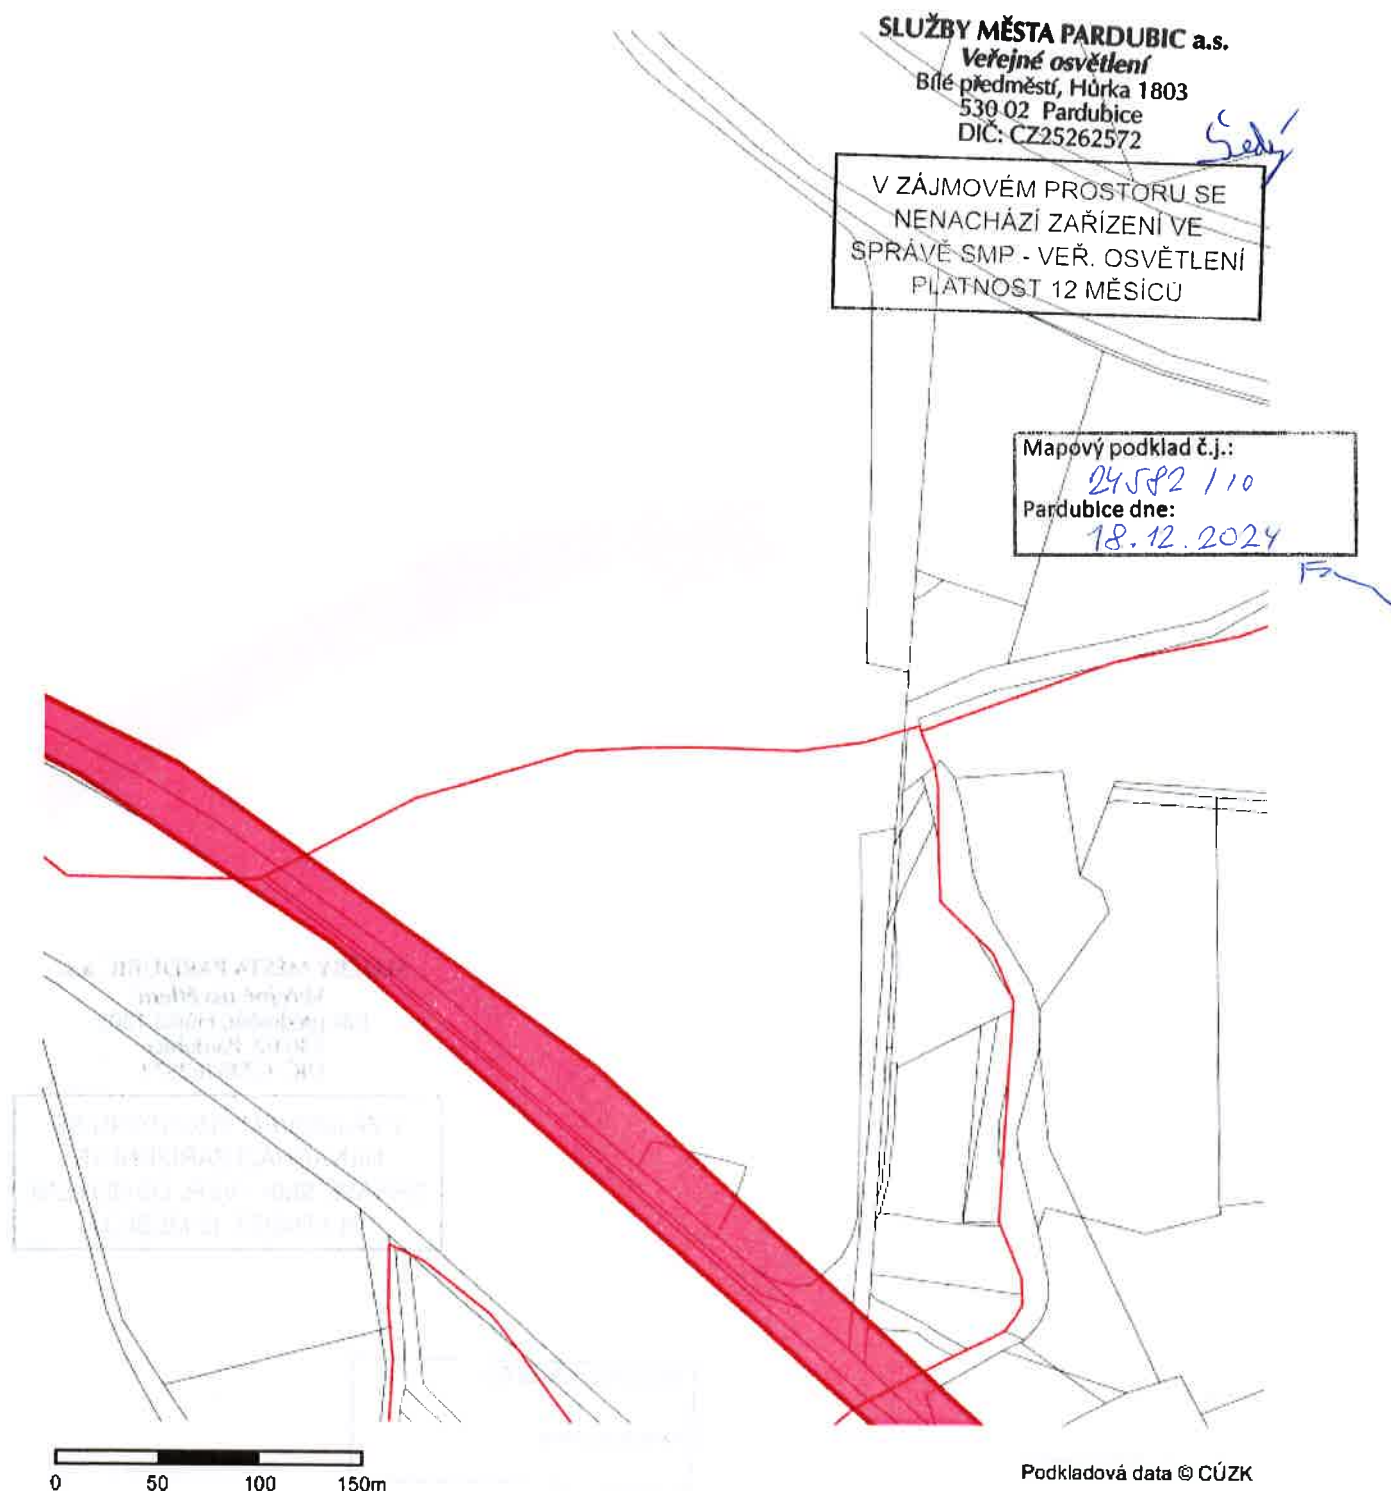 SLUŽBY MĚSTA PARDUBIC a.s.
Veřejné osvětlení
Bílé předměstí, Hůrka 1803
530 02 Pardubice
DIČ: CZ25262572
Šedý
V ZÁJMOVÉM PROSTORU SE
NENACHÁZÍ ZAŘÍZENÍ VE
SPRÁVĚ SMP - VEŘ. OSVĚTLENÍ
PLATNOST 12 MĚSÍCŮ
Mapový podklad č.j.:
24582 / 10
Pardubice dne:
18.12.2024
0 50 100 150m
Podkladová data © ČÚZK